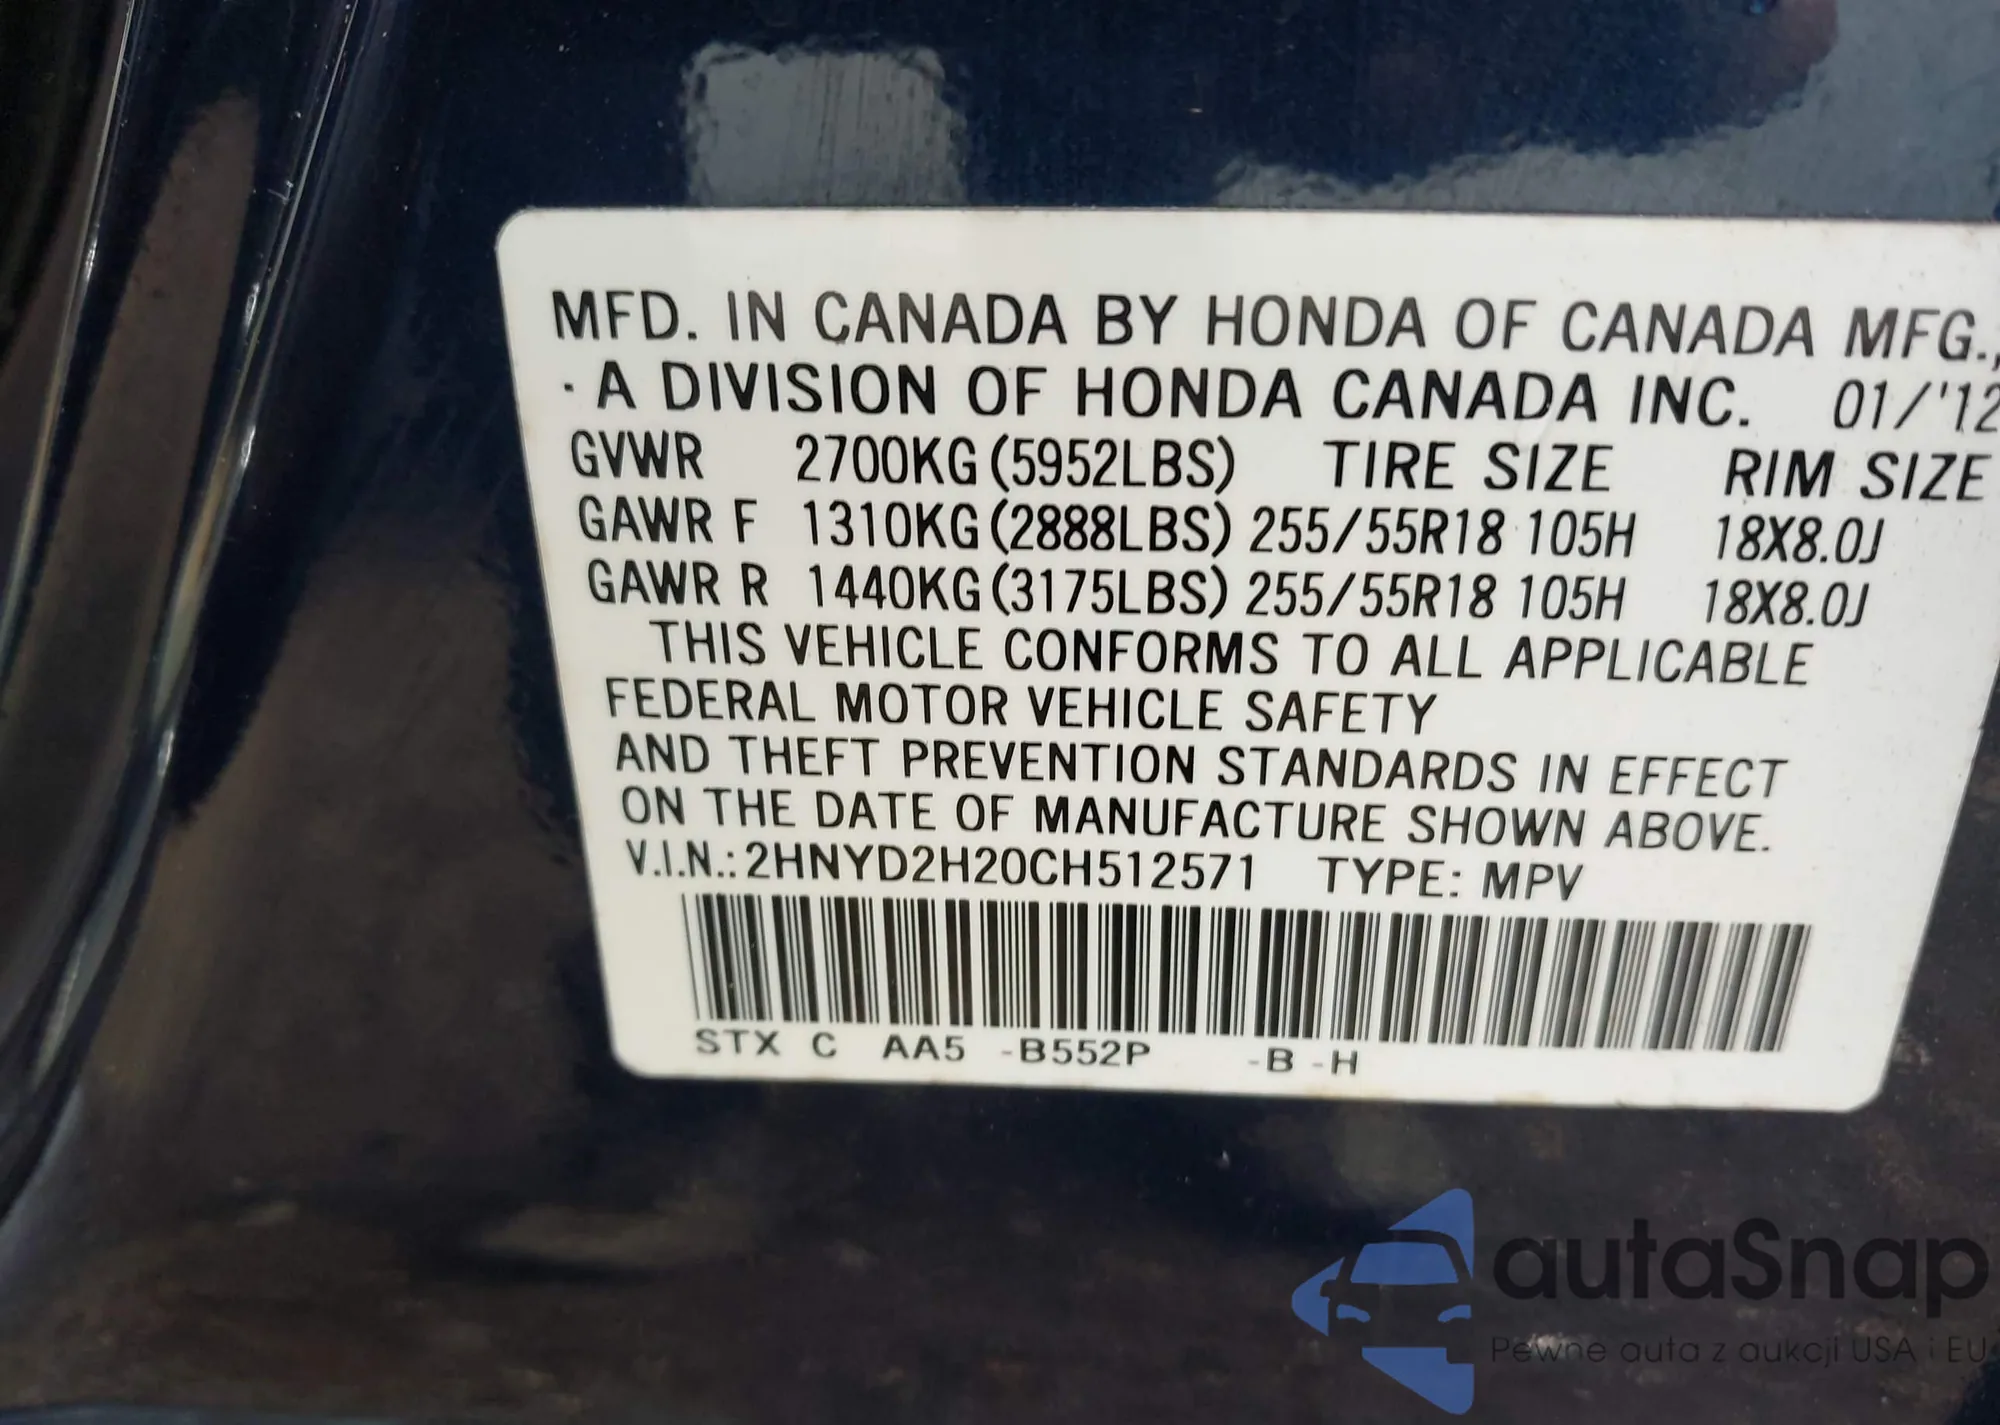 MFD. IN CANADA BY HONDA OF CANADA MFG.,
· A DIVISION OF HONDA CANADA INC. 01/'12
GVWR 2700KG (5952LBS) TIRE SIZE RIM SIZE
GAWR F 1310KG (2888LBS) 255/55R18 105H 18X8.0J
GAWR R 1440KG (3175LBS) 255/55R18 105H 18X8.0J
THIS VEHICLE CONFORMS TO ALL APPLICABLE
FEDERAL MOTOR VEHICLE SAFETY
AND THEFT PREVENTION STANDARDS IN EFFECT
ON THE DATE OF MANUFACTURE SHOWN ABOVE.
V.I.N.: 2HNYD2H20CH512571 TYPE: MPV
STX C AA5 -B552P -B -H
autaSnap
Pewne auta z aukcji USA i EU